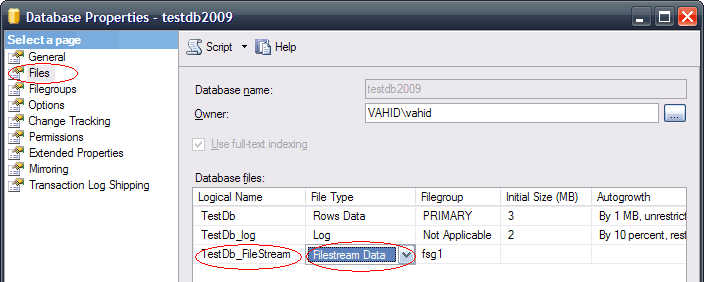 Database Properties - testdb2009
Select a page
General
Files
Filegroups
Options
Change Tracking
Permissions
Extended Properties
Mirroring
Transaction Log Shipping
Script Help
Database name: testdb2009
Owner: VAHID\vahid ...
Use full-text indexing
Database files:
Logical Name File Type Filegroup Initial Size (MB) Autogrowth
TestDb Rows Data PRIMARY 3 By 1 MB, unrestric
TestDb_log Log Not Applicable 2 By 10 percent, rest
TestDb_FileStream Filestream Data fsg1